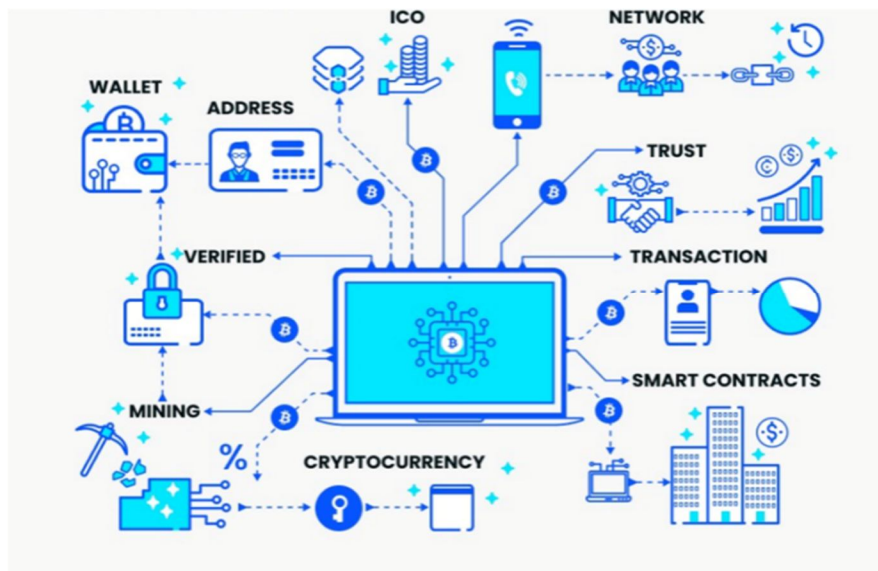 ICO
NETWORK
WALLET
ADDRESS
TRUST
VERIFIED
TRANSACTION
SMART CONTRACTS
MINING
%
CRYPTOCURRENCY